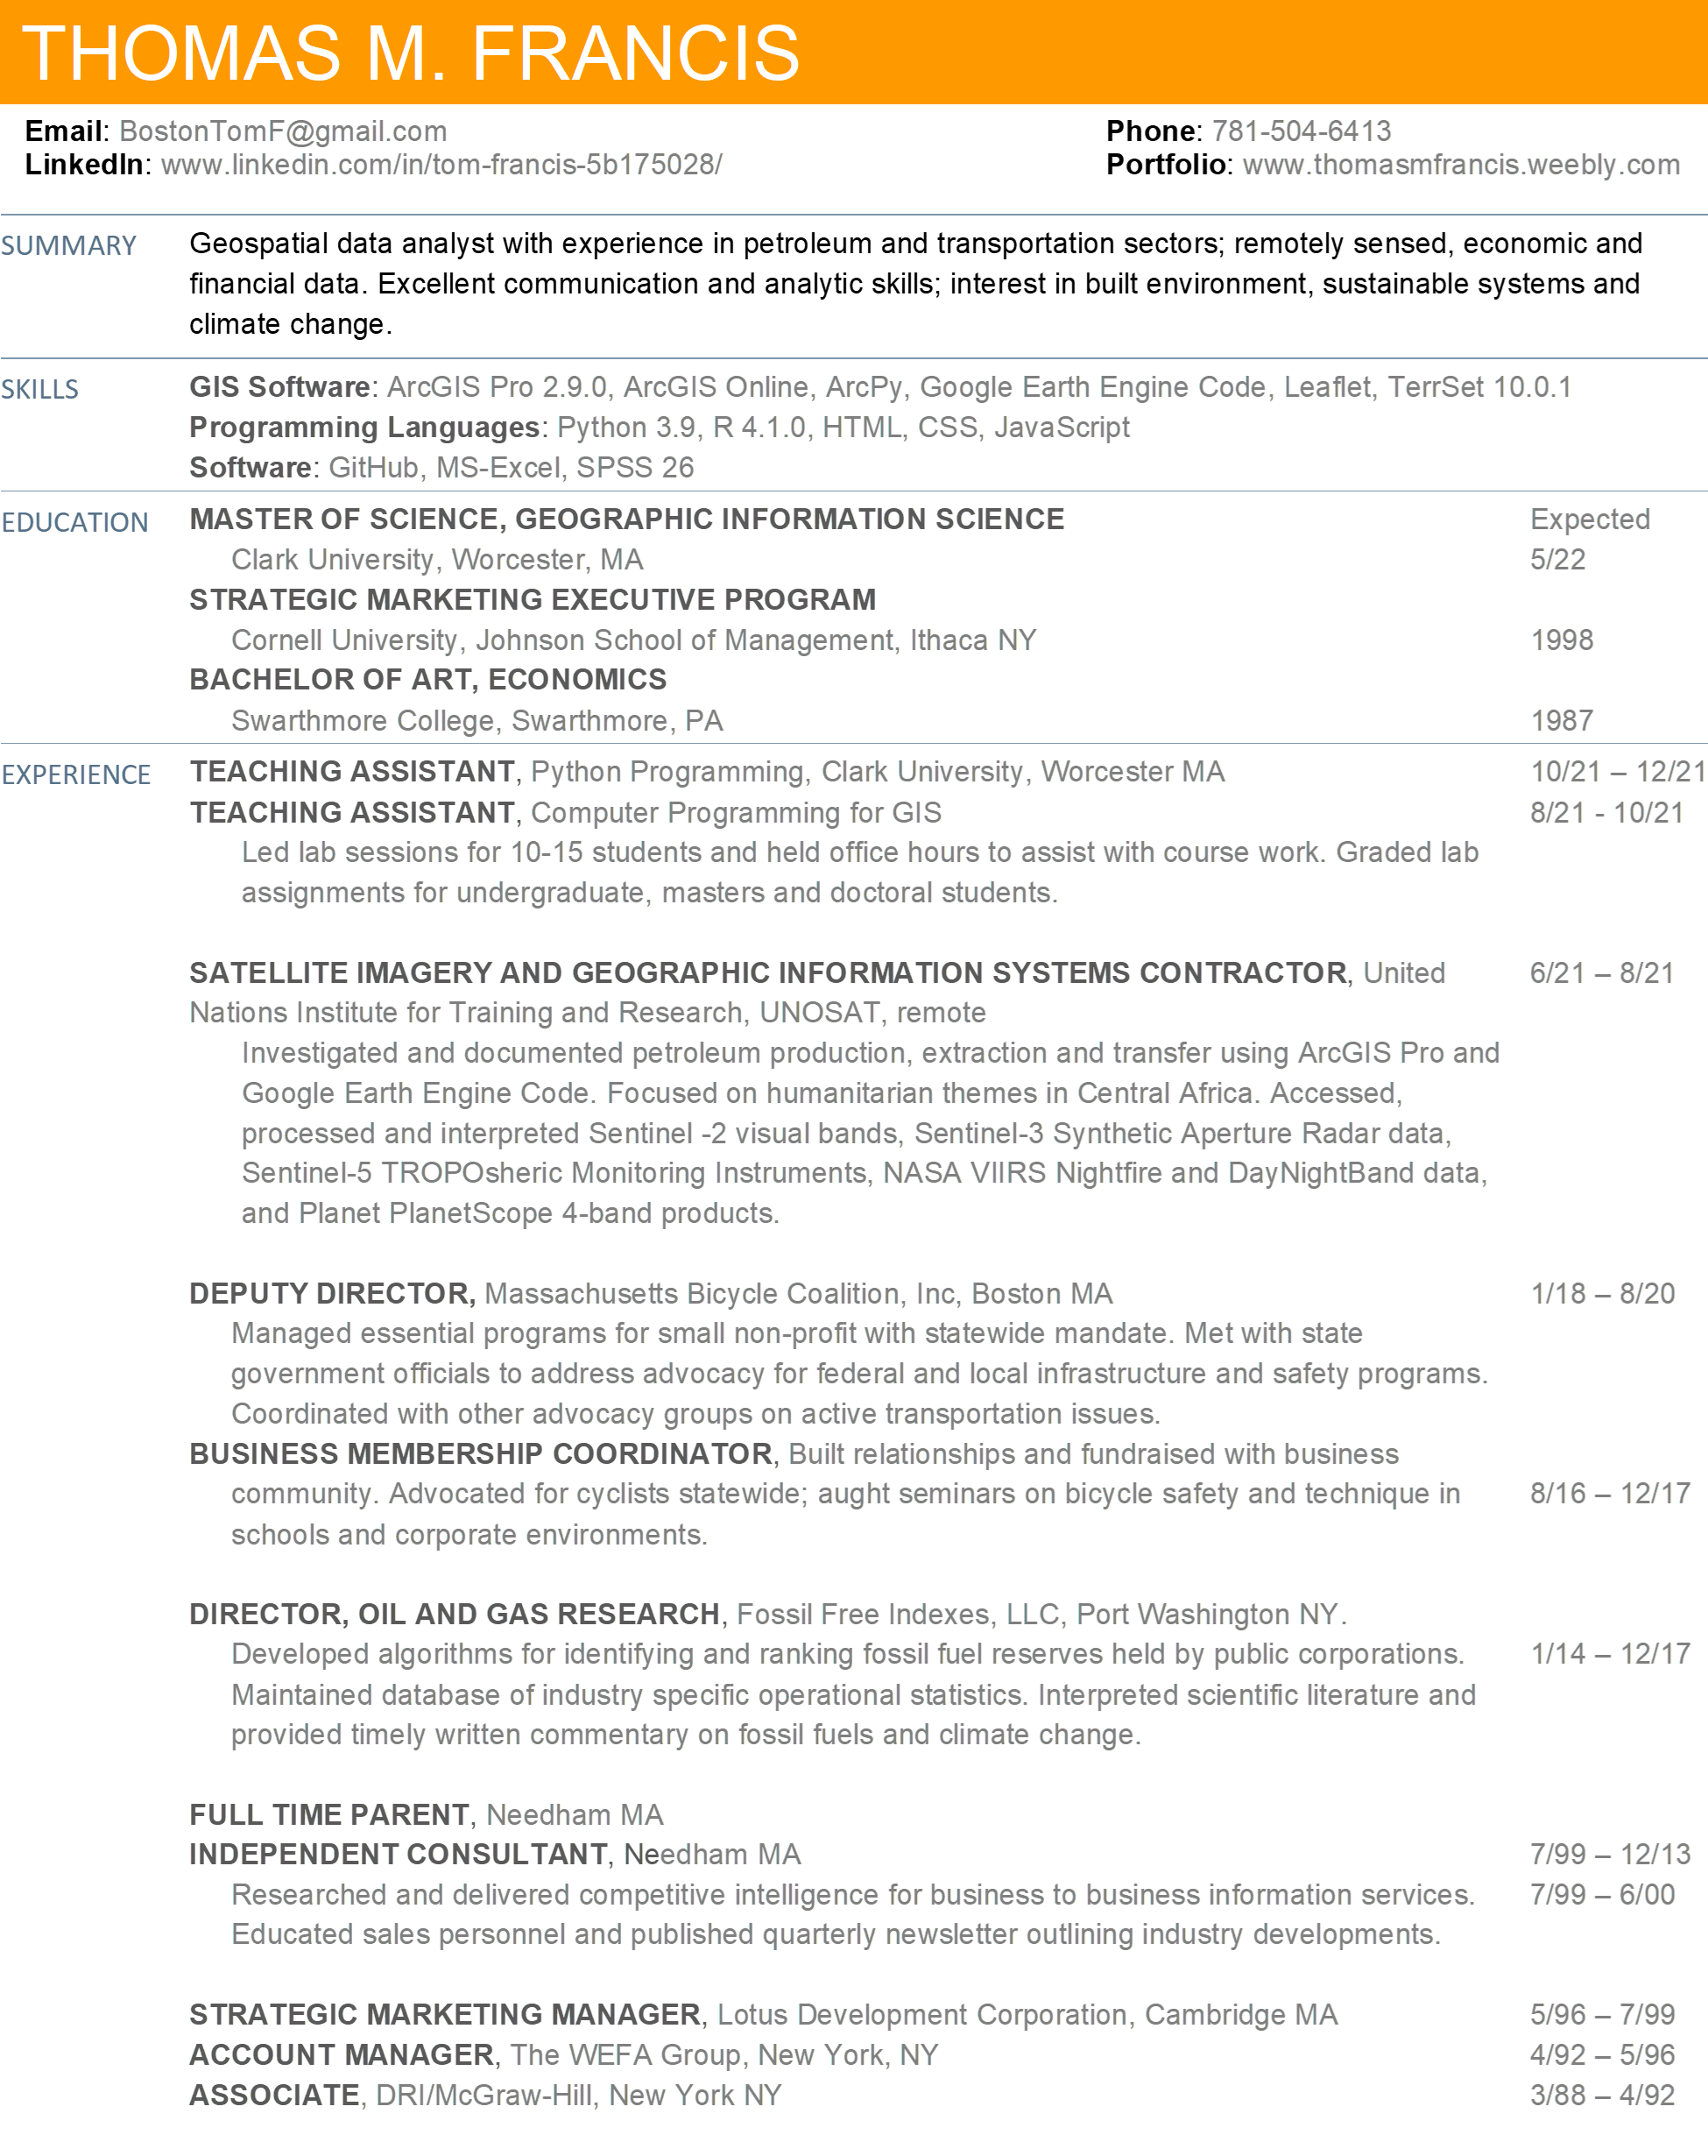 THOMAS M. FRANCIS
Email: BostonTomF@gmail.com Phone: 781-504-6413
LinkedIn: www.linkedin.com/in/tom-francis-5b175028/ Portfolio: www.thomasmfrancis.weebly.com
SUMMARY Geospatial data analyst with experience in petroleum and transportation sectors; remotely sensed, economic and
financial data. Excellent communication and analytic skills; interest in built environment, sustainable systems and
climate change.
SKILLS GIS Software: ArcGIS Pro 2.9.0, ArcGIS Online, ArcPy, Google Earth Engine Code, Leaflet, TerrSet 10.0.1
Programming Languages: Python 3.9, R 4.1.0, HTML, CSS, JavaScript
Software: GitHub, MS-Excel, SPSS 26
EDUCATION MASTER OF SCIENCE, GEOGRAPHIC INFORMATION SCIENCE Expected
Clark University, Worcester, MA 5/22
STRATEGIC MARKETING EXECUTIVE PROGRAM
Cornell University, Johnson School of Management, Ithaca NY 1998
BACHELOR OF ART, ECONOMICS
Swarthmore College, Swarthmore, PA 1987
EXPERIENCE TEACHING ASSISTANT, Python Programming, Clark University, Worcester MA 10/21 – 12/21
TEACHING ASSISTANT, Computer Programming for GIS 8/21 - 10/21
Led lab sessions for 10-15 students and held office hours to assist with course work. Graded lab
assignments for undergraduate, masters and doctoral students.
SATELLITE IMAGERY AND GEOGRAPHIC INFORMATION SYSTEMS CONTRACTOR, United 6/21 – 8/21
Nations Institute for Training and Research, UNOSAT, remote
Investigated and documented petroleum production, extraction and transfer using ArcGIS Pro and
Google Earth Engine Code. Focused on humanitarian themes in Central Africa. Accessed,
processed and interpreted Sentinel -2 visual bands, Sentinel-3 Synthetic Aperture Radar data,
Sentinel-5 TROPOsheric Monitoring Instruments, NASA VIIRS Nightfire and DayNightBand data,
and Planet PlanetScope 4-band products.
DEPUTY DIRECTOR, Massachusetts Bicycle Coalition, Inc, Boston MA 1/18 – 8/20
Managed essential programs for small non-profit with statewide mandate. Met with state
government officials to address advocacy for federal and local infrastructure and safety programs.
Coordinated with other advocacy groups on active transportation issues.
BUSINESS MEMBERSHIP COORDINATOR, Built relationships and fundraised with business
community. Advocated for cyclists statewide; aught seminars on bicycle safety and technique in 8/16 – 12/17
schools and corporate environments.
DIRECTOR, OIL AND GAS RESEARCH, Fossil Free Indexes, LLC, Port Washington NY.
Developed algorithms for identifying and ranking fossil fuel reserves held by public corporations. 1/14 – 12/17
Maintained database of industry specific operational statistics. Interpreted scientific literature and
provided timely written commentary on fossil fuels and climate change.
FULL TIME PARENT, Needham MA
INDEPENDENT CONSULTANT, Needham MA 7/99 – 12/13
Researched and delivered competitive intelligence for business to business information services. 7/99 – 6/00
Educated sales personnel and published quarterly newsletter outlining industry developments.
STRATEGIC MARKETING MANAGER, Lotus Development Corporation, Cambridge MA 5/96 – 7/99
ACCOUNT MANAGER, The WEFA Group, New York, NY 4/92 – 5/96
ASSOCIATE, DRI/McGraw-Hill, New York NY 3/88 – 4/92